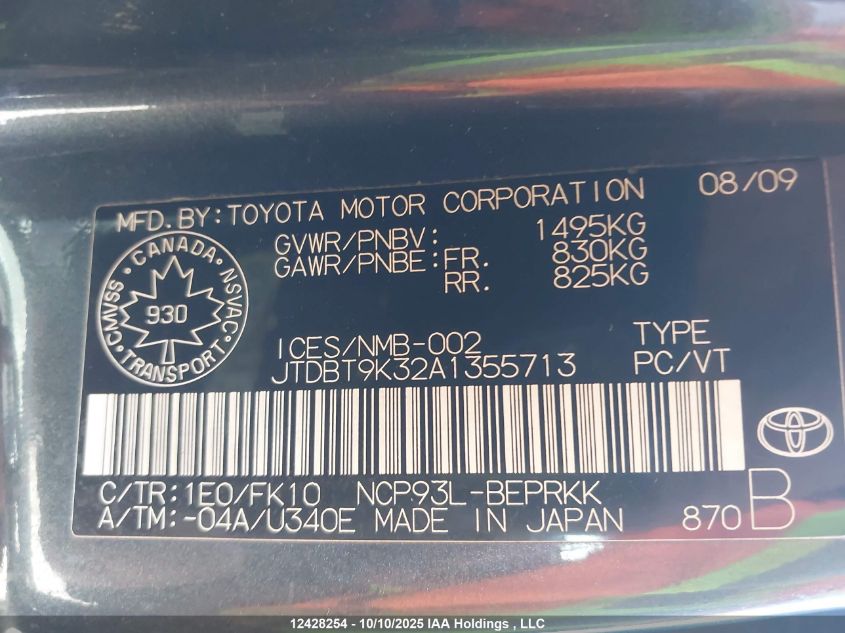 MFD.BY:TOYOTA MOTOR CORPORATION 08/09
GVWR/PNBV: 1495KG
GAWR/PNBE:FR. 830KG
RR. 825KG
CANADA
CMVSS 930 NSVAC
TRANSPORT
ICES/NMB-002 TYPE
JTDBT9K32A1355713 PC/VT
C/TR:1E0/FK10 NCP93L-BEPRKK
A/TM:-04A/U340E MADE IN JAPAN 870 B
12428254 - 10/10/2025 IAA Holdings , LLC